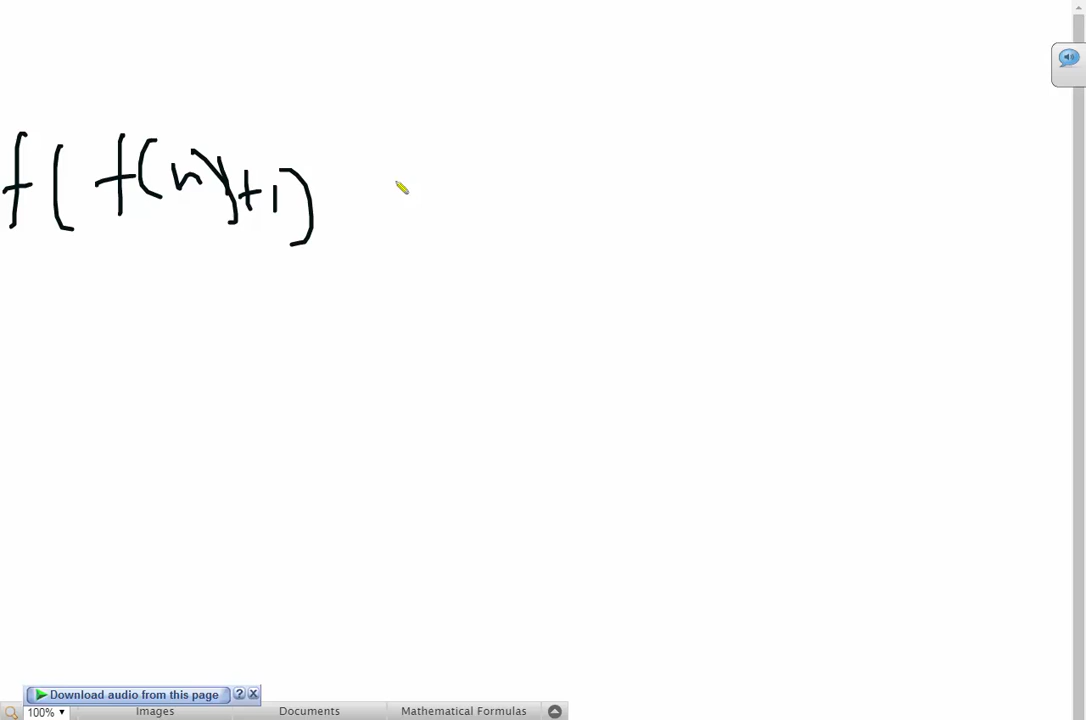 f( f(n)+1)
Download audio from this page ? x
100% ▼ Images Documents Mathematical Formulas